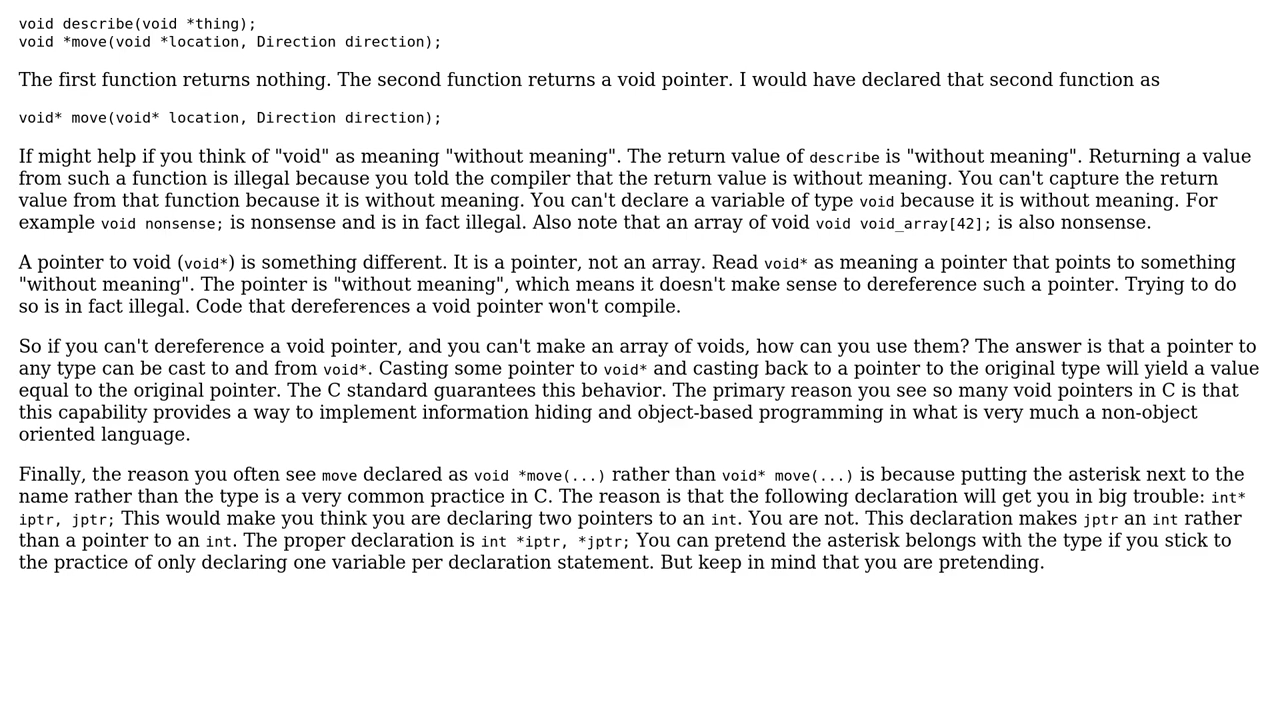 void describe(void *thing);
void *move(void *location, Direction direction);
The first function returns nothing. The second function returns a void pointer. I would have declared that second function as
void* move(void* location, Direction direction);
If might help if you think of "void" as meaning "without meaning". The return value of describe is "without meaning". Returning a value
from such a function is illegal because you told the compiler that the return value is without meaning. You can't capture the return
value from that function because it is without meaning. You can't declare a variable of type void because it is without meaning. For
example void nonsense; is nonsense and is in fact illegal. Also note that an array of void void void_array[42]; is also nonsense.
A pointer to void (void*) is something different. It is a pointer, not an array. Read void* as meaning a pointer that points to something
"without meaning". The pointer is "without meaning", which means it doesn't make sense to dereference such a pointer. Trying to do
so is in fact illegal. Code that dereferences a void pointer won't compile.
So if you can't dereference a void pointer, and you can't make an array of voids, how can you use them? The answer is that a pointer to
any type can be cast to and from void*. Casting some pointer to void* and casting back to a pointer to the original type will yield a value
equal to the original pointer. The C standard guarantees this behavior. The primary reason you see so many void pointers in C is that
this capability provides a way to implement information hiding and object-based programming in what is very much a non-object
oriented language.
Finally, the reason you often see move declared as void *move(...) rather than void* move(...) is because putting the asterisk next to the
name rather than the type is a very common practice in C. The reason is that the following declaration will get you in big trouble: int*
iptr, jptr; This would make you think you are declaring two pointers to an int. You are not. This declaration makes jptr an int rather
than a pointer to an int. The proper declaration is int *iptr, *jptr; You can pretend the asterisk belongs with the type if you stick to
the practice of only declaring one variable per declaration statement. But keep in mind that you are pretending.